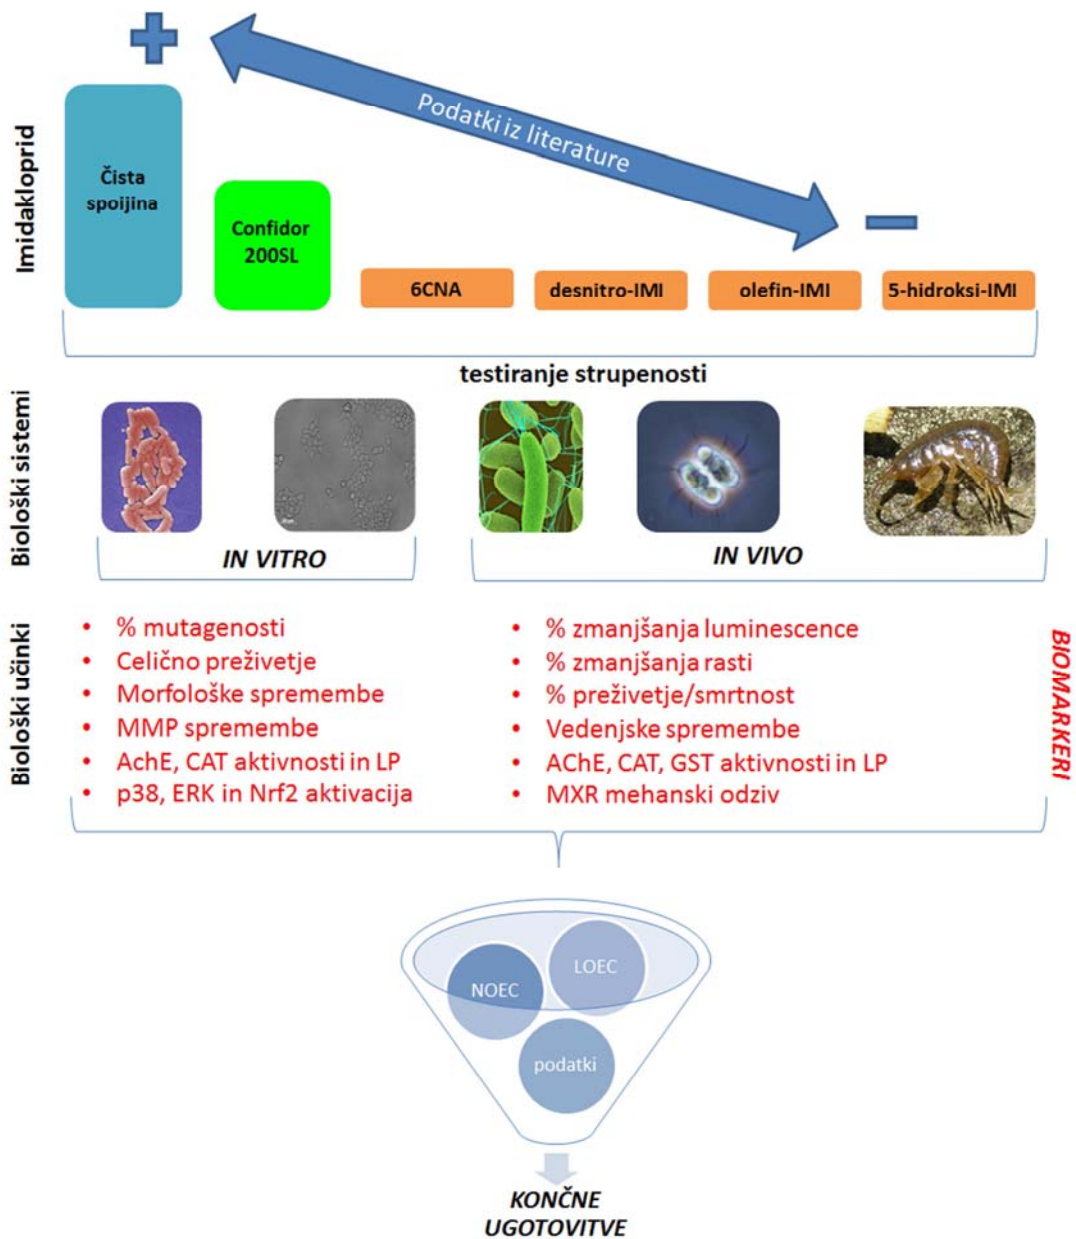 Podatki iz literature
Imidakloprid
Čista
spoijina
Confidor
200SL
6CNA
desnitro-IMI
olefin-IMI
5-hidroksi-IMI
testiranje strupenosti
Biološki sistemi
IN VITRO
IN VIVO
Biološki učinki
• % mutagenosti
• Celično preživetje
• Morfološke spremembe
• MMP spremembe
• AchE, CAT aktivnosti in LP
• p38, ERK in Nrf2 aktivacija
• % zmanjšanja luminescence
• % zmanjšanja rasti
• % preživetje/smrtnost
• Vedenjske spremembe
• AChE, CAT, GST aktivnosti in LP
• MXR mehanski odziv
BIOMARKERI
NOEC
LOEC
podatki
KONČNE
UGOTOVITVE